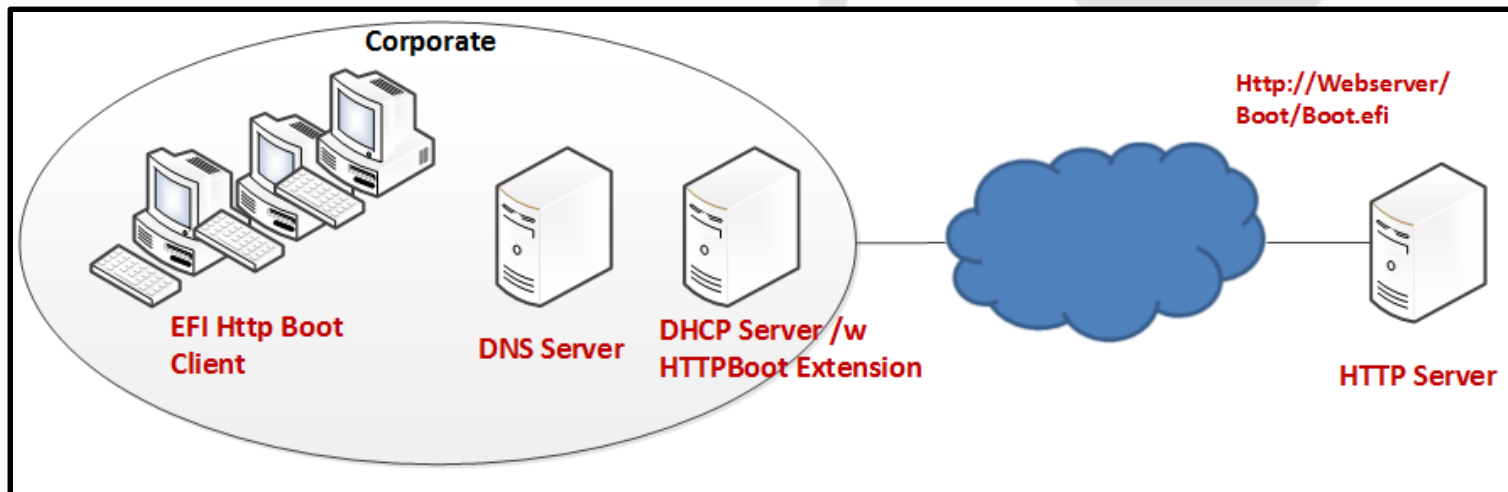 Corporate
Http://Webserver/
Boot/Boot.efi
EFI Http Boot
Client
DNS Server
DHCP Server /w
HTTPBoot Extension
HTTP Server